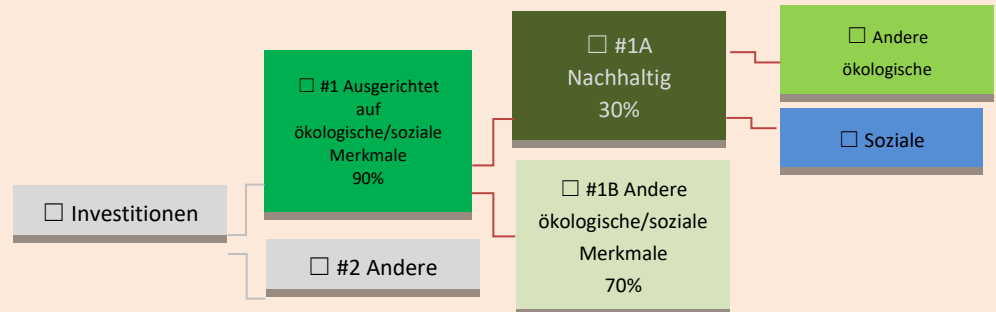 ☐ Investitionen
☐ #1 Ausgerichtet
auf
ökologische/soziale
Merkmale
90%
☐ #2 Andere
☐ #1A
Nachhaltig
30%
☐ #1B Andere
ökologische/soziale
Merkmale
70%
☐ Andere
ökologische
☐ Soziale